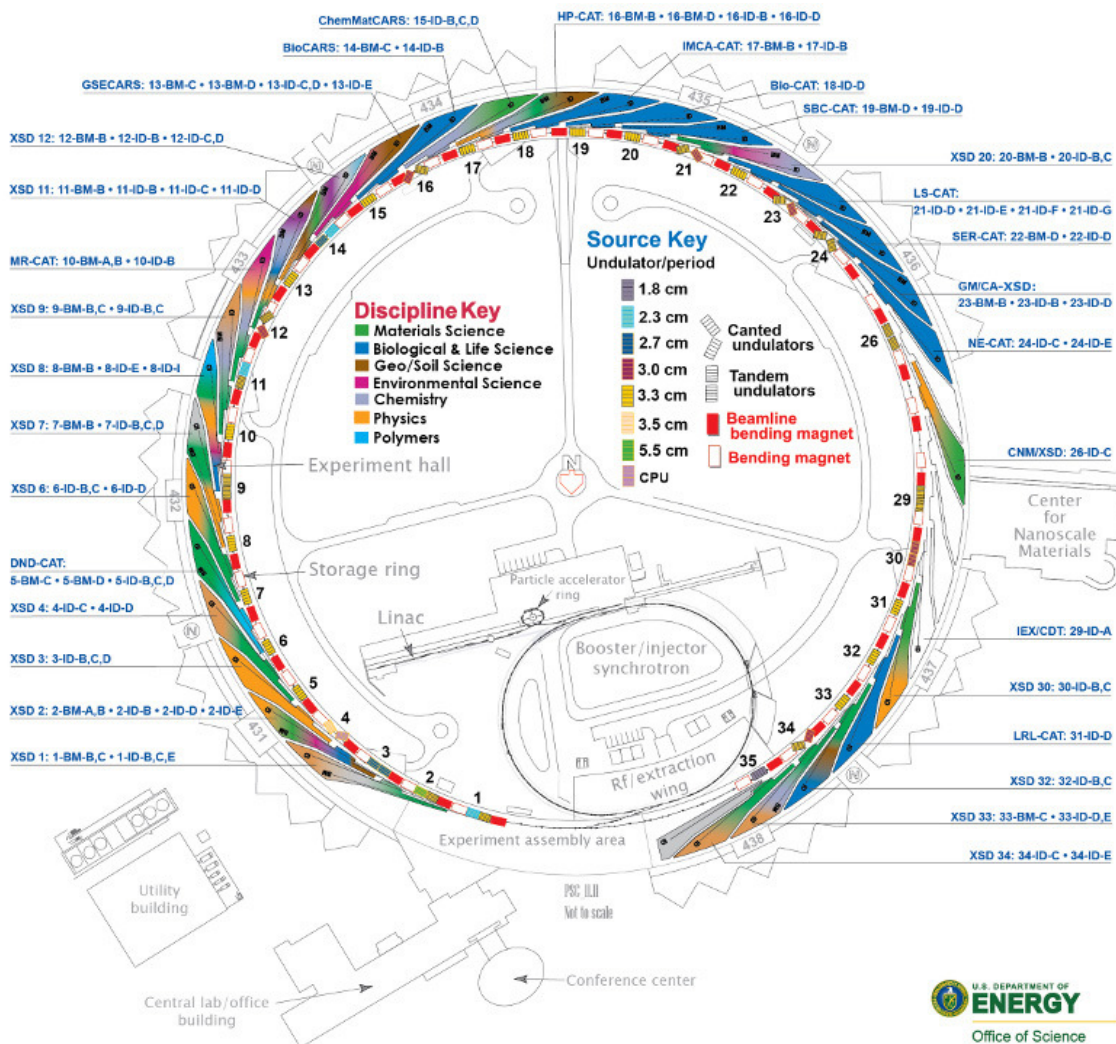 ChemMatCARS: 15-ID-B,C,D
BioCARS: 14-BM-C • 14-ID-B
GSECARS: 13-BM-C • 13-BM-D • 13-ID-C,D • 13-ID-E
XSD 12: 12-BM-B • 12-ID-B • 12-ID-C,D
XSD 11: 11-BM-B • 11-ID-B • 11-ID-C • 11-ID-D
MR-CAT: 10-BM-A,B • 10-ID-B
XSD 9: 9-BM-B,C • 9-ID-B,C
XSD 8: 8-BM-B • 8-ID-E • 8-ID-I
XSD 7: 7-BM-B • 7-ID-B,C,D
XSD 6: 6-ID-B,C • 6-ID-D
DND-CAT:
5-BM-C • 5-BM-D • 5-ID-B,C,D
XSD 4: 4-ID-C • 4-ID-D
XSD 3: 3-ID-B,C,D
XSD 2: 2-BM-A,B • 2-ID-B • 2-ID-D • 2-ID-E
XSD 1: 1-BM-B,C • 1-ID-B,C,E
HP-CAT: 16-BM-B • 16-BM-D • 16-ID-B • 16-ID-D
IMCA-CAT: 17-BM-B • 17-ID-B
Bio-CAT: 18-ID-D
SBC-CAT: 19-BM-D • 19-ID-D
XSD 20: 20-BM-B • 20-ID-B,C
LS-CAT:
21-ID-D • 21-ID-E • 21-ID-F • 21-ID-G
SER-CAT: 22-BM-D • 22-ID-D
GM/CA-XSD:
23-BM-B • 23-ID-B • 23-ID-D
NE-CAT: 24-ID-C • 24-ID-E
CNM/XSD: 26-ID-C
Center
for
Nanoscale
Materials
IEX/CDT: 29-ID-A
XSD 30: 30-ID-B,C
LRL-CAT: 31-ID-D
XSD 32: 32-ID-B,C
XSD 33: 33-BM-C • 33-ID-D,E
XSD 34: 34-ID-C • 34-ID-E
431
432
433
434
435
436
437
438
1
2
3
4
5
6
7
8
9
10
11
12
13
14
15
16
17
18
19
20
21
22
23
24
26
29
30
31
32
33
34
35
Discipline Key
Materials Science
Biological & Life Science
Geo/Soil Science
Environmental Science
Chemistry
Physics
Polymers
Source Key
Undulator/period
1.8 cm
2.3 cm
2.7 cm
3.0 cm
3.3 cm
3.5 cm
5.5 cm
CPU
Canted
undulators
Tandem
undulators
Beamline
bending magnet
Bending magnet
N
Experiment hall
Storage ring
Linac
Particle accelerator
ring
Booster/injector
synchrotron
Rf/extraction
wing
Experiment assembly area
Not to scale
Utility
building
Central lab/office
building
Conference center
U.S. DEPARTMENT OF
ENERGY
Office of Science